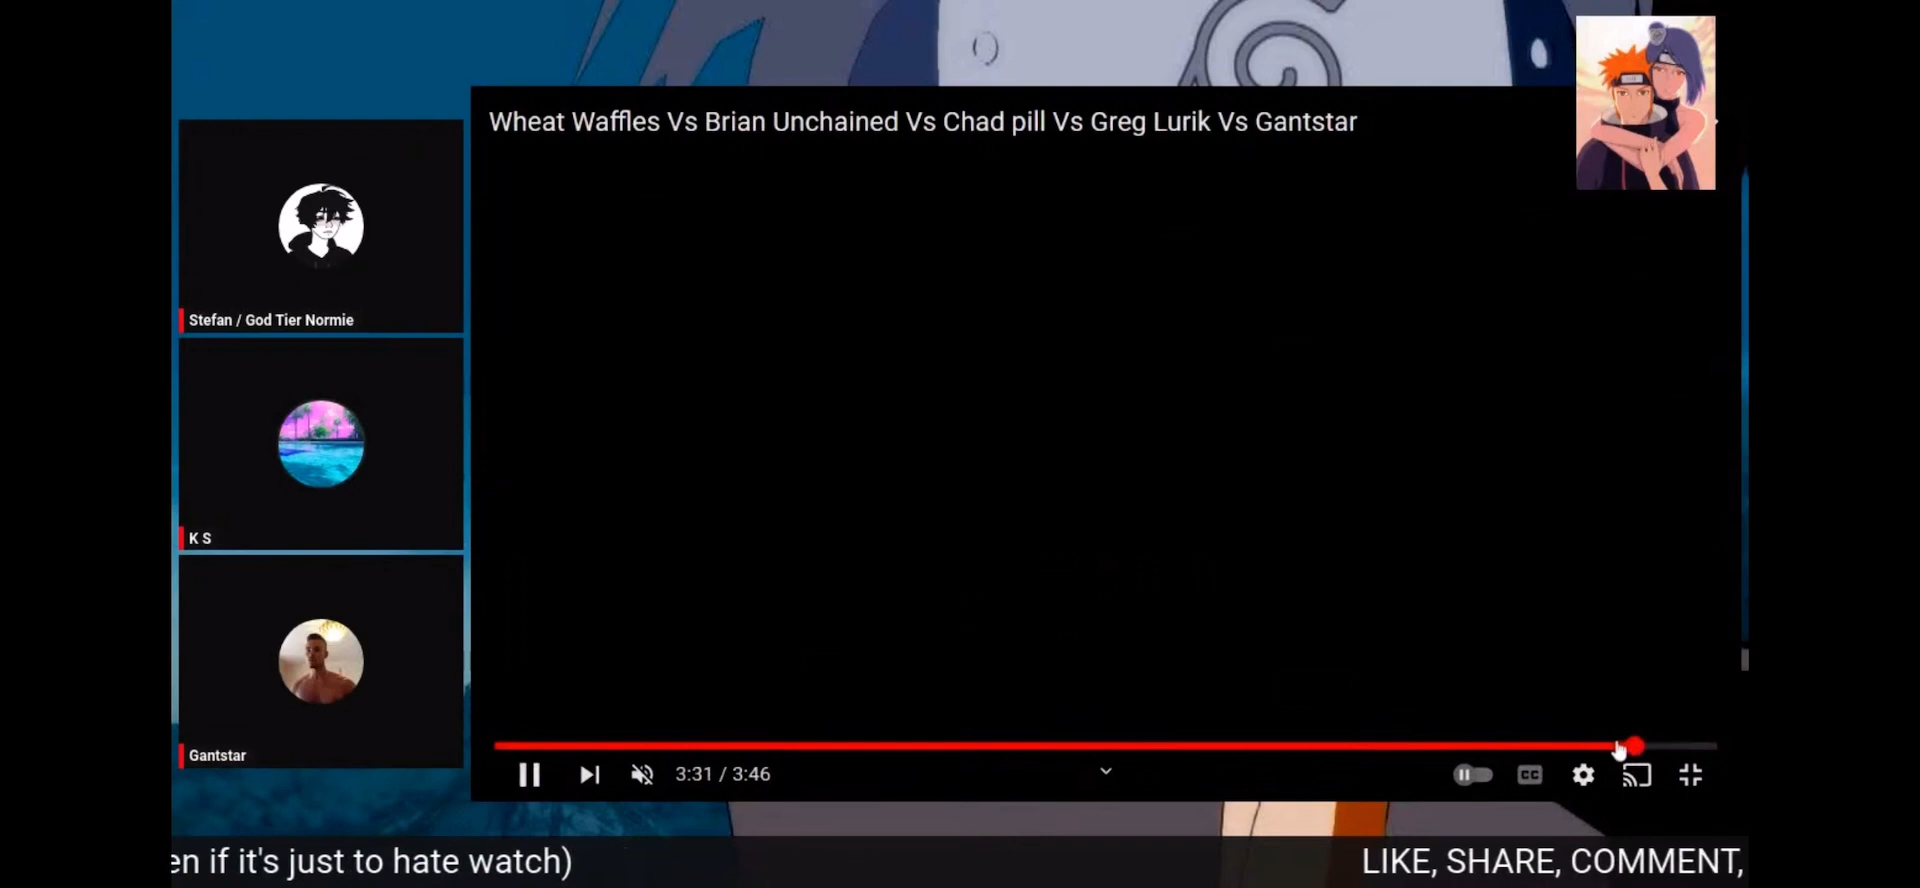 Wheat Waffles Vs Brian Unchained Vs Chad pill Vs Greg Lurik Vs Gantstar
Stefan / God Tier Normie
K S
Gantstar
3:31 / 3:46
CC
en if it's just to hate watch)
LIKE, SHARE, COMMENT,